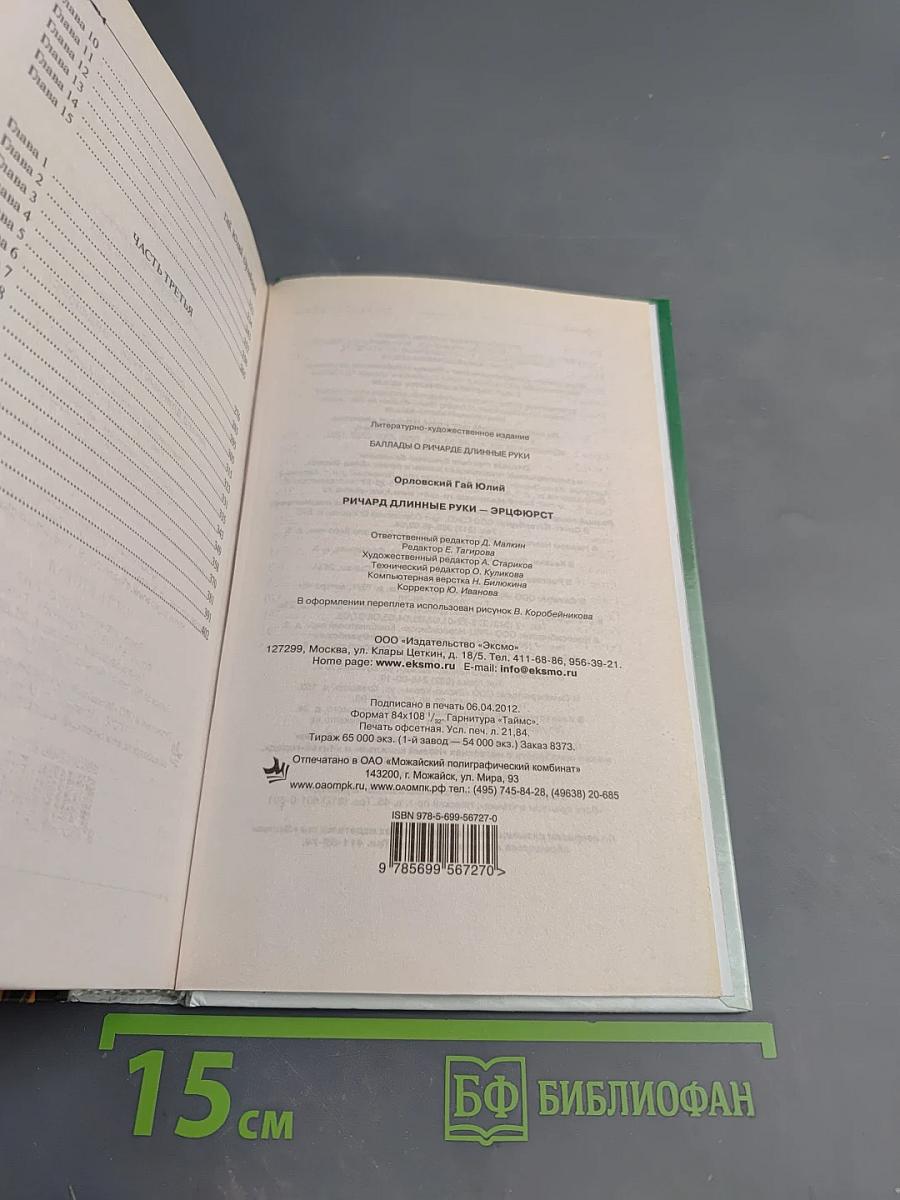 Глава 10
Глава 11
Глава 12
Глава 13
Глава 14
Глава 15
ЧАСТЬ ТРЕТЬЯ
Глава 1
Глава 2
Глава 3
Литературно-художественное издание
БАЛЛАДЫ О РИЧАРДЕ ДЛИННЫЕ РУКИ
Орловский Гай Юлий
РИЧАРД ДЛИННЫЕ РУКИ — ЭРЦФЮРСТ
Ответственный редактор Д. Малкин
Редактор Е. Тагирова
Художественный редактор А. Стариков
Технический редактор О. Куликова
Компьютерная верстка Н. Билюкина
Корректор Ю. Иванова
В оформлении переплета использован рисунок В. Коробейникова
ООО «Издательство «Эксмо»
127299, Москва, ул. Клары Цеткин, д. 18/5. Тел. 411-68-86, 956-39-21.
Home page: www.eksmo.ru E-mail: info@eksmo.ru
Подписано в печать 06.04.2012.
Формат 84x108 1/32. Гарнитура «Таймс».
Печать офсетная. Усл. печ. л. 21,84.
Тираж 65 000 экз. (1-й завод — 54 000 экз.) Заказ 8373.
Отпечатано в ОАО «Можайский полиграфический комбинат»
143200, г. Можайск, ул. Мира, 93
www.oaompk.ru, www.оаомпк.рф тел.: (495) 745-84-28, (49638) 20-685
ISBN 978-5-699-56727-0
9 785699 567270>
15 см
БФ БИБЛИОФАН